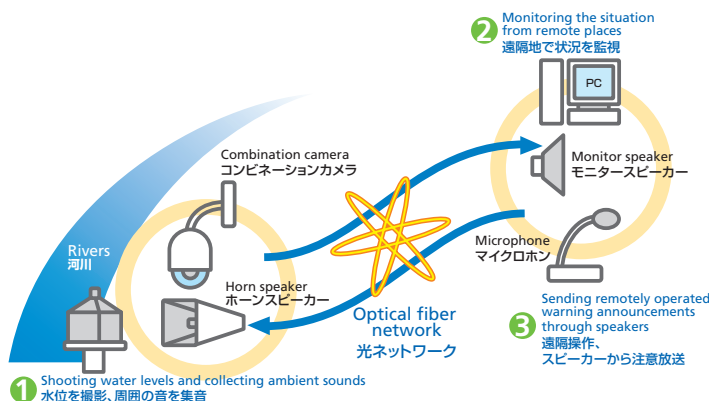 2 Monitoring the situation
from remote places
遠隔地で状況を監視
PC
Combination camera
コンビネーションカメラ
Monitor speaker
モニタースピーカー
Rivers
河川
Microphone
マイクロホン
Horn speaker
ホーンスピーカー
Optical fiber
network
光ネットワーク
3 Sending remotely operated
warning announcements
through speakers
遠隔操作、
スピーカーから注意放送
1 Shooting water levels and collecting ambient sounds
水位を撮影、周囲の音を集音